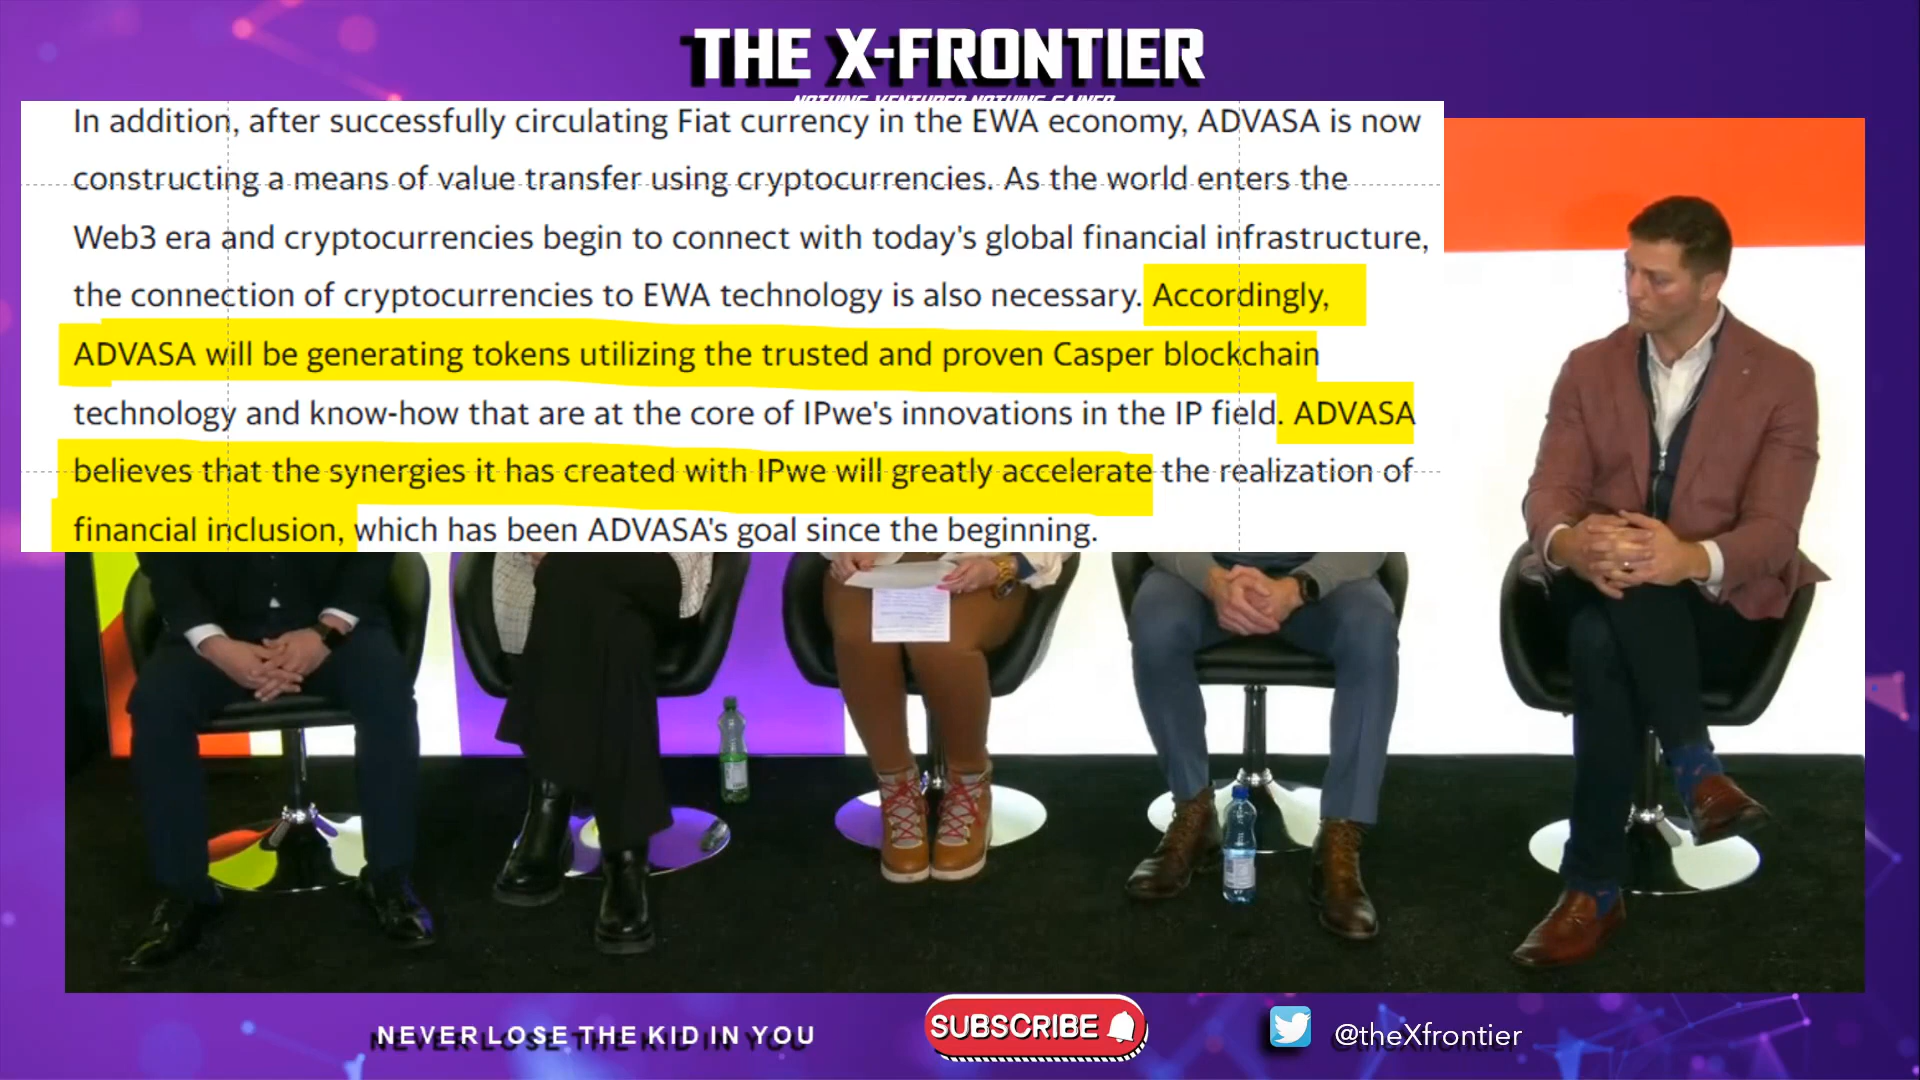 THE X-FRONTIER
NOTHING VENTURED NOTHING GAINED
In addition, after successfully circulating Fiat currency in the EWA economy, ADVASA is now
constructing a means of value transfer using cryptocurrencies. As the world enters the
Web3 era and cryptocurrencies begin to connect with today's global financial infrastructure,
the connection of cryptocurrencies to EWA technology is also necessary. Accordingly,
ADVASA will be generating tokens utilizing the trusted and proven Casper blockchain
technology and know-how that are at the core of IPwe's innovations in the IP field. ADVASA
believes that the synergies it has created with IPwe will greatly accelerate the realization of
financial inclusion, which has been ADVASA's goal since the beginning.
NEVER LOSE THE KID IN YOU
SUBSCRIBE
@theXfrontier